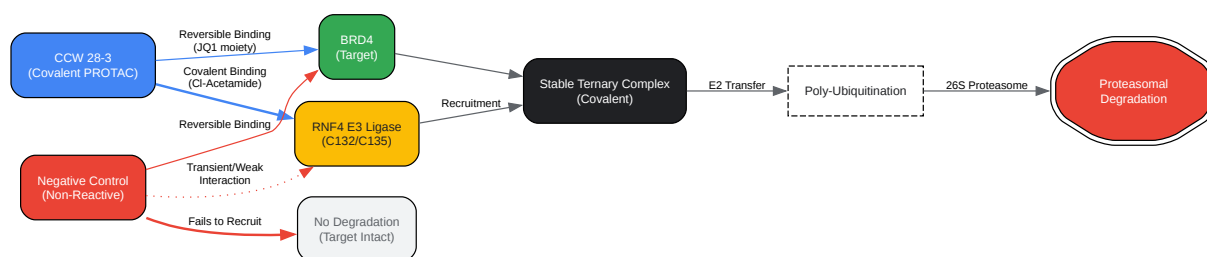 CCW 28-3
(Covalent PROTAC)
Reversible Binding
(JQ1 moiety)
BRD4
(Target)
Covalent Binding
(Cl-Acetamide)
Reversible Binding
RNF4 E3 Ligase
(C132/C135)
Recruitment
Stable Ternary Complex
(Covalent)
E2 Transfer
Poly-Ubiquitination
26S Proteasome
Proteasomal
Degradation
Negative Control
(Non-Reactive)
Transient/Weak
Interaction
Fails to Recruit
No Degradation
(Target Intact)